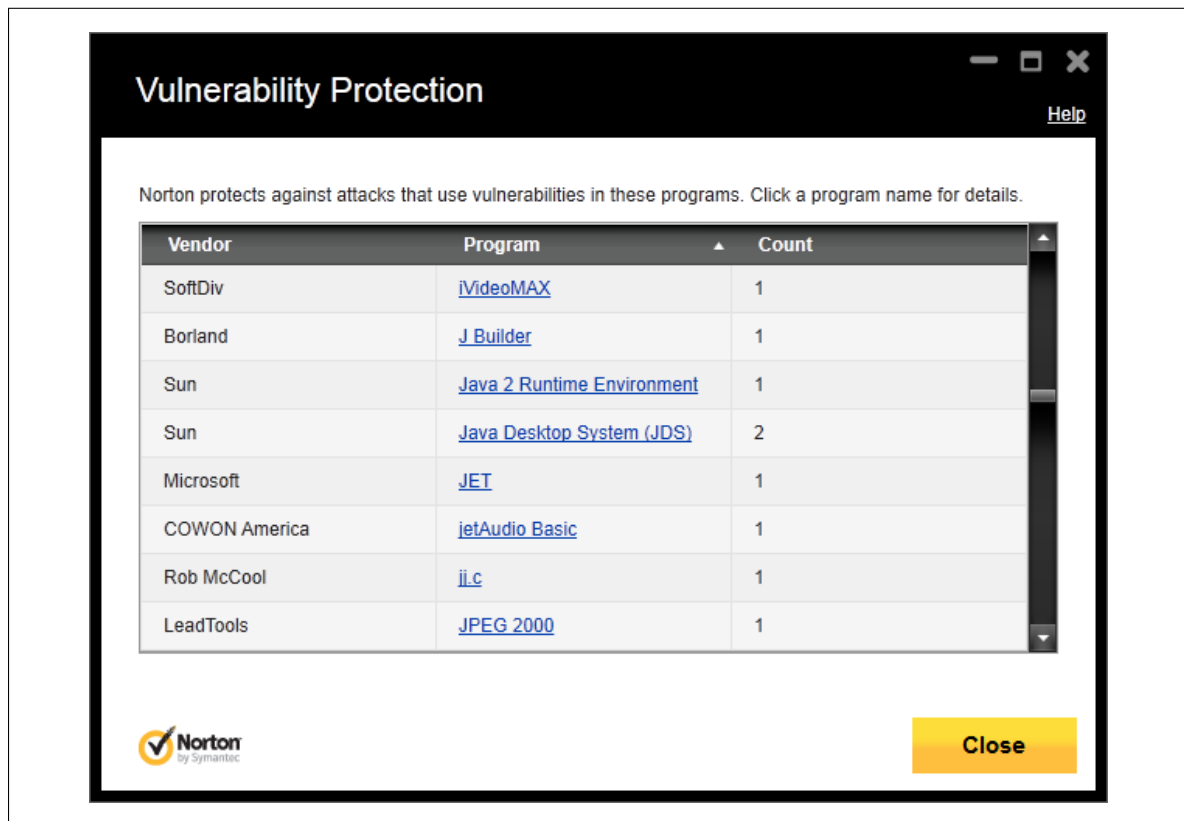 Vulnerability Protection
Help
Norton protects against attacks that use vulnerabilities in these programs. Click a program name for details.
Vendor Program Count
SoftDiv iVideoMAX 1
Borland J Builder 1
Sun Java 2 Runtime Environment 1
Sun Java Desktop System (JDS) 2
Microsoft JET 1
COWON America jetAudio Basic 1
Rob McCool jj.c 1
LeadTools JPEG 2000 1
Norton
by Symantec
Close